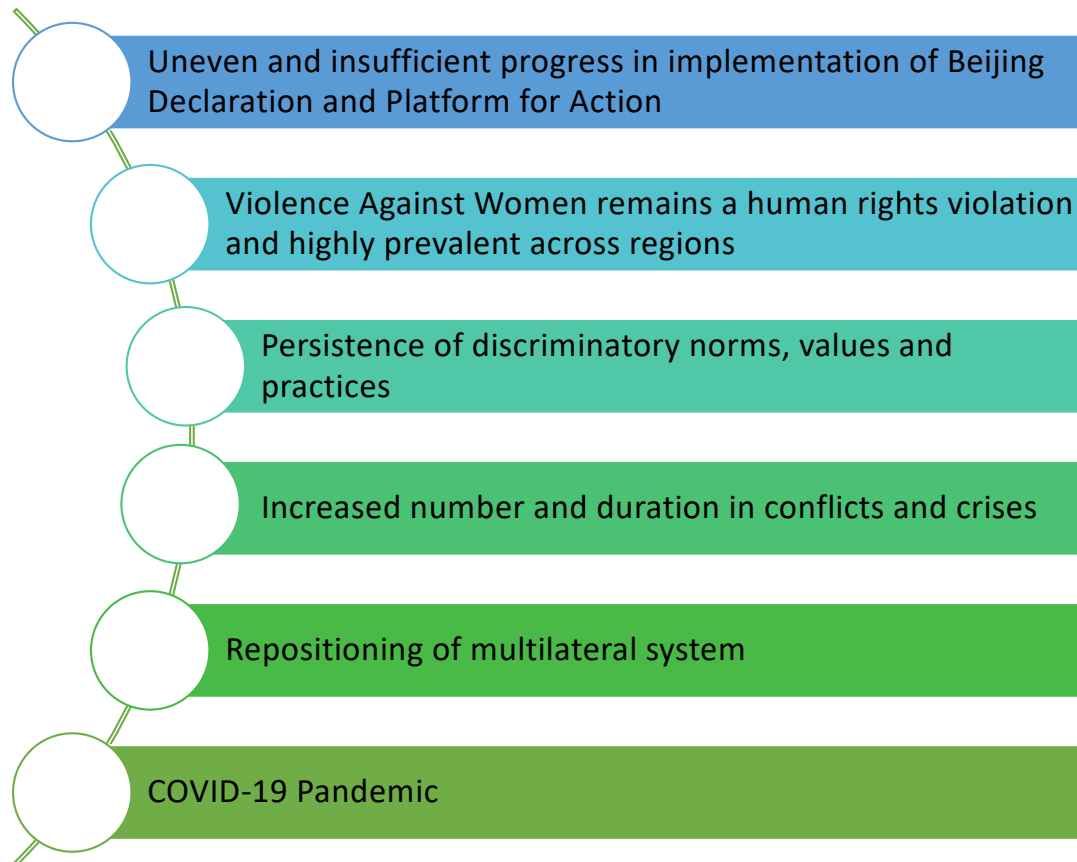 Uneven and insufficient progress in implementation of Beijing
Declaration and Platform for Action
Violence Against Women remains a human rights violation
and highly prevalent across regions
Persistence of discriminatory norms, values and
practices
Increased number and duration in conflicts and crises
Repositioning of multilateral system
COVID-19 Pandemic